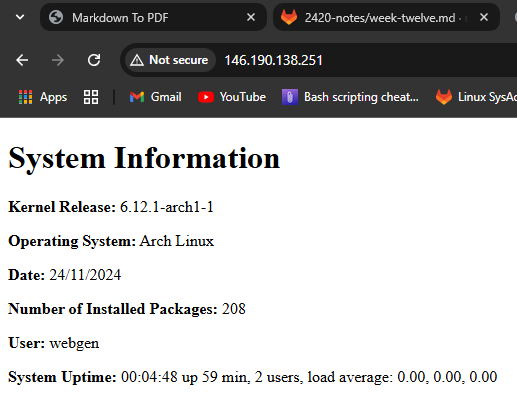 Markdown To PDF
2420-notes/week-twelve.md ·
Not secure 146.190.138.251
Apps Gmail YouTube Bash scripting cheat... Linux SysAc
System Information
Kernel Release: 6.12.1-arch1-1
Operating System: Arch Linux
Date: 24/11/2024
Number of Installed Packages: 208
User: webgen
System Uptime: 00:04:48 up 59 min, 2 users, load average: 0.00, 0.00, 0.00